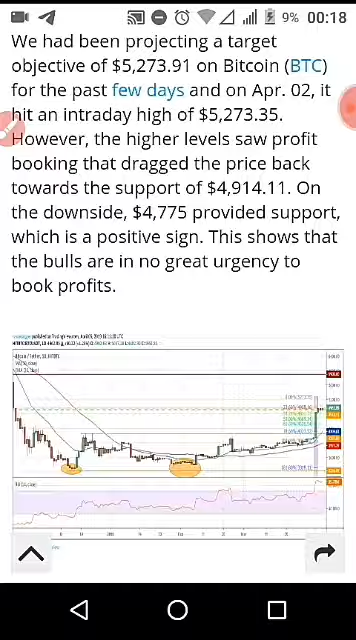 9% 00:18
We had been projecting a target
objective of $5,273.91 on Bitcoin (BTC)
for the past few days and on Apr. 02, it
hit an intraday high of $5,273.35.
However, the higher levels saw profit
booking that dragged the price back
towards the support of $4,914.11. On
the downside, $4,775 provided support,
which is a positive sign. This shows that
the bulls are in no great urgency to
book profits.